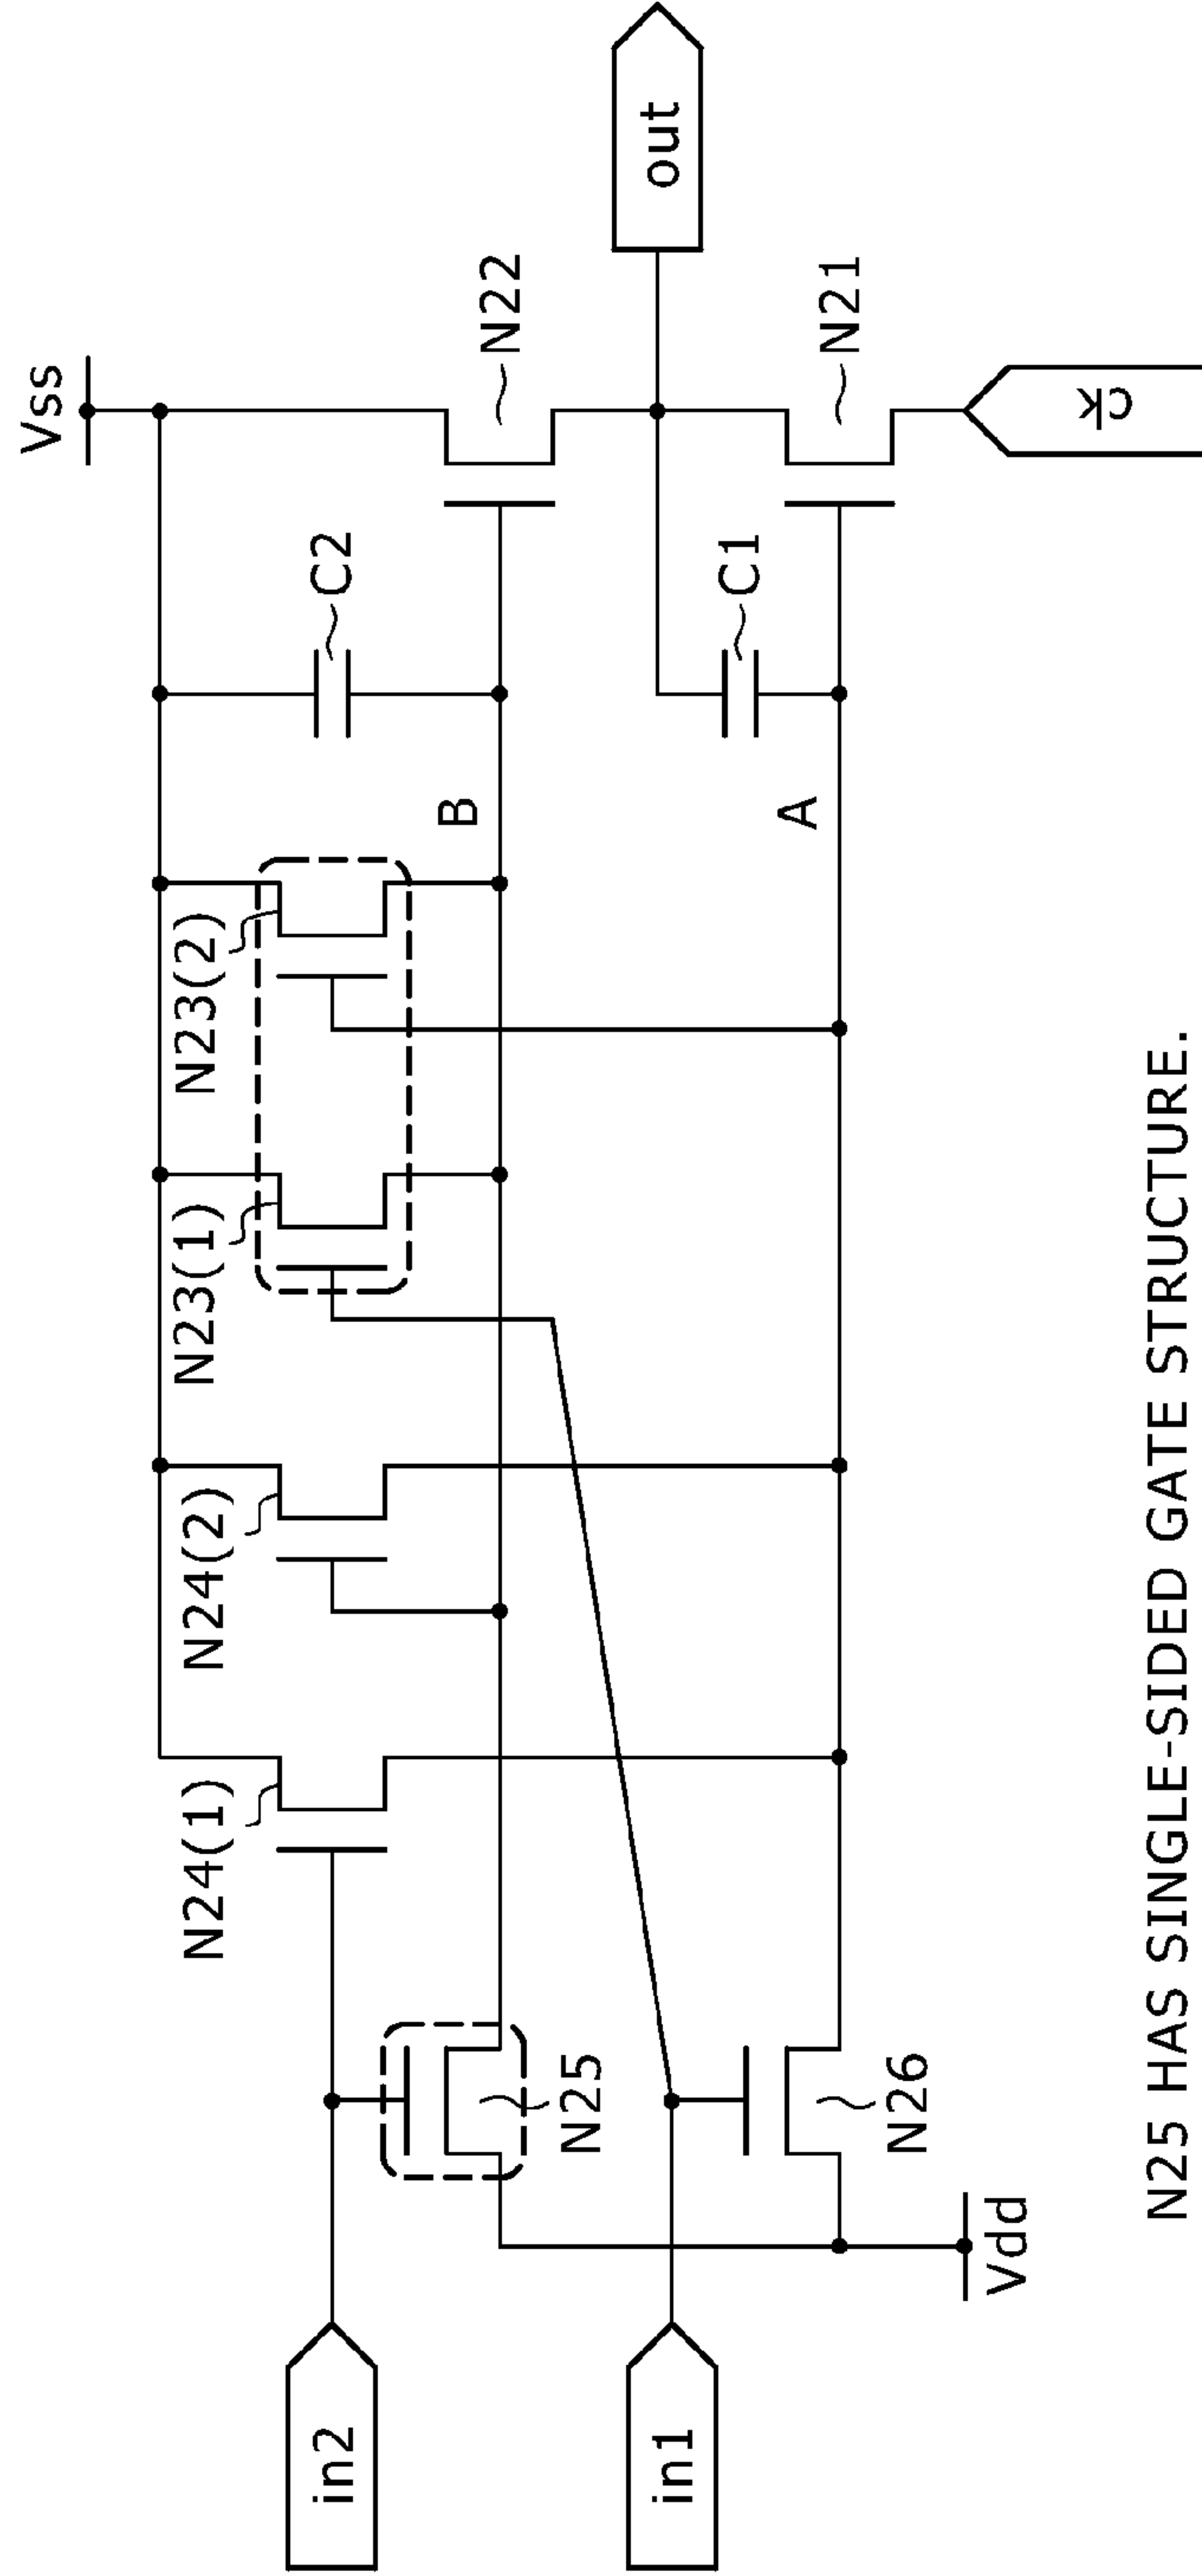 Vss
N24(1)
N24(2)
N23(1)
N23(2)
C2
in2
N25
B
N22
out
in1
N26
A
C1
N21
ck
Vdd
N25 HAS SINGLE-SIDED GATE STRUCTURE.